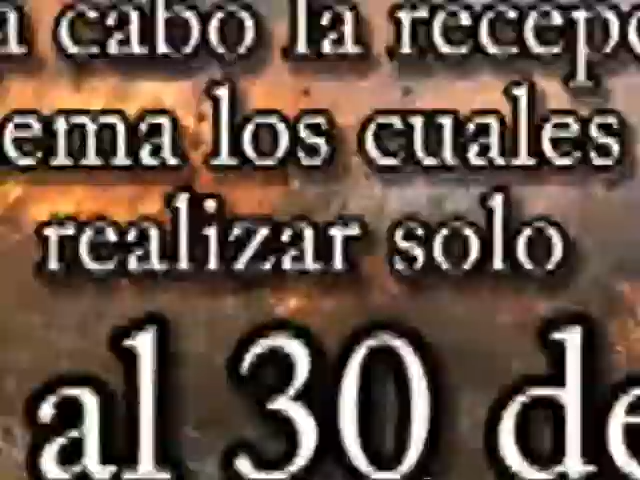 a cabo la recep
ema los cuales
realizar solo
al 30 de